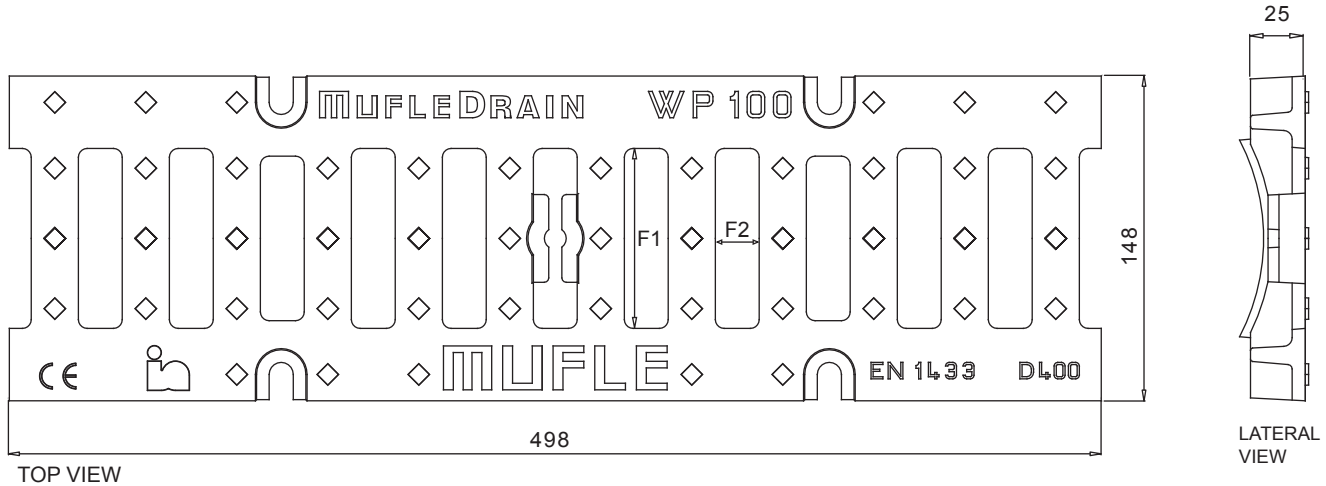 25
MUFLEDRAIN WP 100
F1 F2
148
CE EN 1433 D400
MUFLE
498
TOP VIEW
LATERAL
VIEW